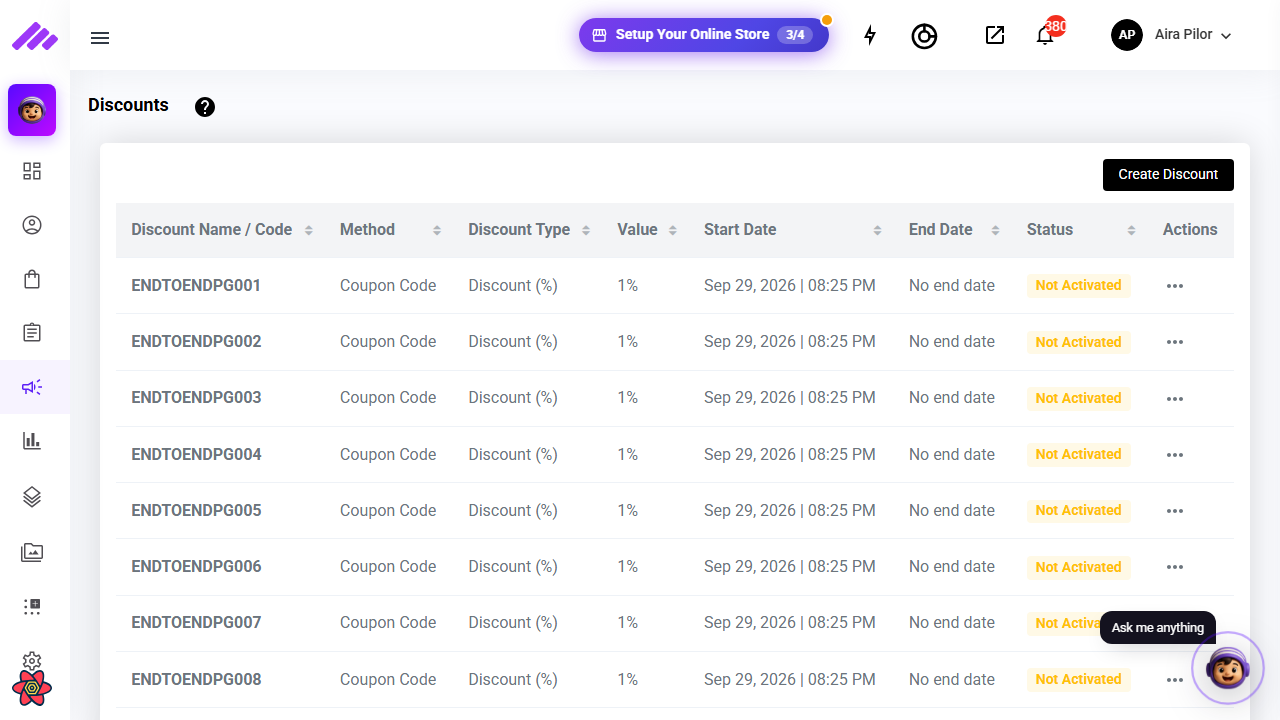 Setup Your Online Store 3/4
380
AP Aira Pilor
Discounts ?
Create Discount
Discount Name / Code Method Discount Type Value Start Date End Date Status Actions
ENDTOENDPG001 Coupon Code Discount (%) 1% Sep 29, 2026 | 08:25 PM No end date Not Activated
ENDTOENDPG002 Coupon Code Discount (%) 1% Sep 29, 2026 | 08:25 PM No end date Not Activated
ENDTOENDPG003 Coupon Code Discount (%) 1% Sep 29, 2026 | 08:25 PM No end date Not Activated
ENDTOENDPG004 Coupon Code Discount (%) 1% Sep 29, 2026 | 08:25 PM No end date Not Activated
ENDTOENDPG005 Coupon Code Discount (%) 1% Sep 29, 2026 | 08:25 PM No end date Not Activated
ENDTOENDPG006 Coupon Code Discount (%) 1% Sep 29, 2026 | 08:25 PM No end date Not Activated
ENDTOENDPG007 Coupon Code Discount (%) 1% Sep 29, 2026 | 08:25 PM No end date Not Activa
Ask me anything
ENDTOENDPG008 Coupon Code Discount (%) 1% Sep 29, 2026 | 08:25 PM No end date Not Activated